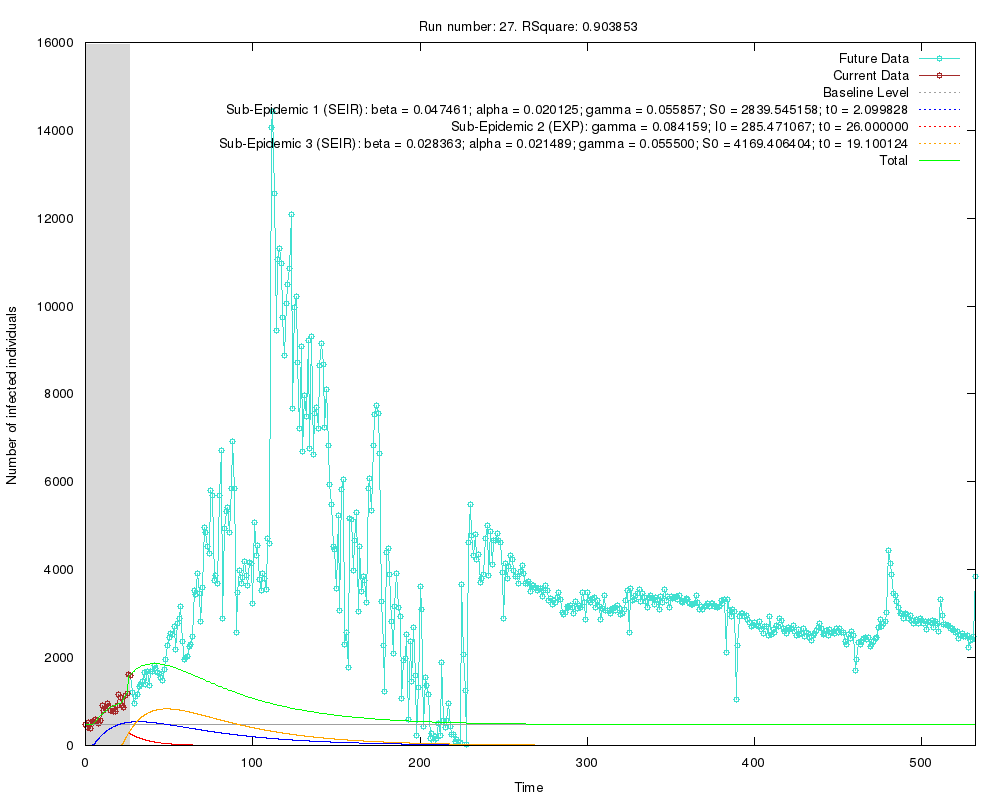 Run number: 27. RSquare: 0.903853
16000
14000
12000
10000
8000
6000
4000
2000
0
Number of infected individuals
Future Data
Current Data
Baseline Level
Sub-Epidemic 1 (SEIR): beta = 0.047461; alpha = 0.020125; gamma = 0.055857; S0 = 2839.545158; t0 = 2.099828
Sub-Epidemic 2 (EXP): gamma = 0.084159; I0 = 285.471067; t0 = 26.000000
Sub-Epidemic 3 (SEIR): beta = 0.028363; alpha = 0.021489; gamma = 0.055500; S0 = 4169.406404; t0 = 19.100124
Total
0
100
200
300
400
500
Time